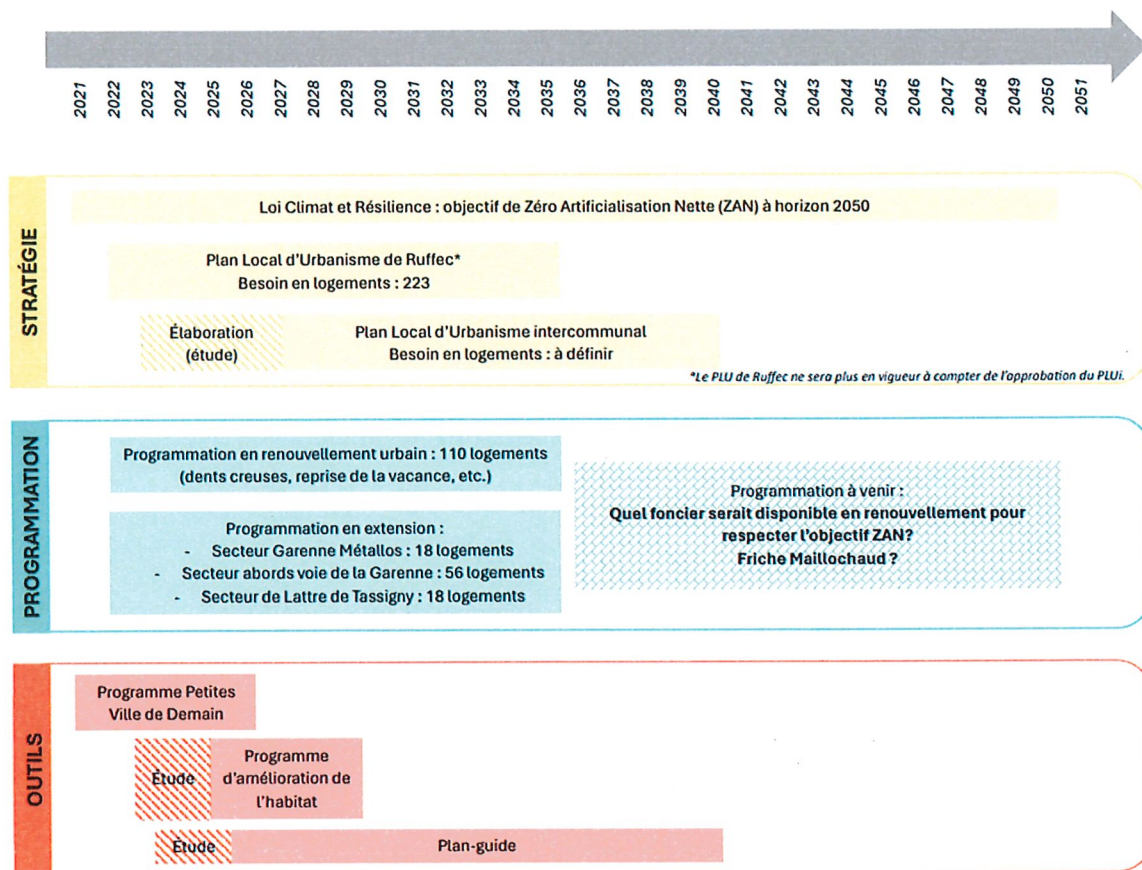 2021 2022 2023 2024 2025 2026 2027 2028 2029 2030 2031 2032 2033 2034 2035 2036 2037 2038 2039 2040 2041 2042 2043 2044 2045 2046 2047 2048 2049 2050 2051
STRATÉGIE
Loi Climat et Résilience : objectif de Zéro Artificialisation Nette (ZAN) à horizon 2050
Plan Local d'Urbanisme de Ruffec*
Besoin en logements : 223
Élaboration
(étude)
Plan Local d'Urbanisme intercommunal
Besoin en logements : à définir
*Le PLU de Ruffec ne sera plus en vigueur à compter de l'approbation du PLUi.
PROGRAMMATION
Programmation en renouvellement urbain : 110 logements
(dents creuses, reprise de la vacance, etc.)
Programmation en extension :
- Secteur Garenne Métallos : 18 logements
- Secteur abords voie de la Garenne : 56 logements
- Secteur de Lattre de Tassigny : 18 logements
Programmation à venir :
Quel foncier serait disponible en renouvellement pour
respecter l'objectif ZAN?
Friche Maillochaud ?
OUTILS
Programme Petites
Ville de Demain
Étude
Programme
d'amélioration de
l'habitat
Étude
Plan-guide